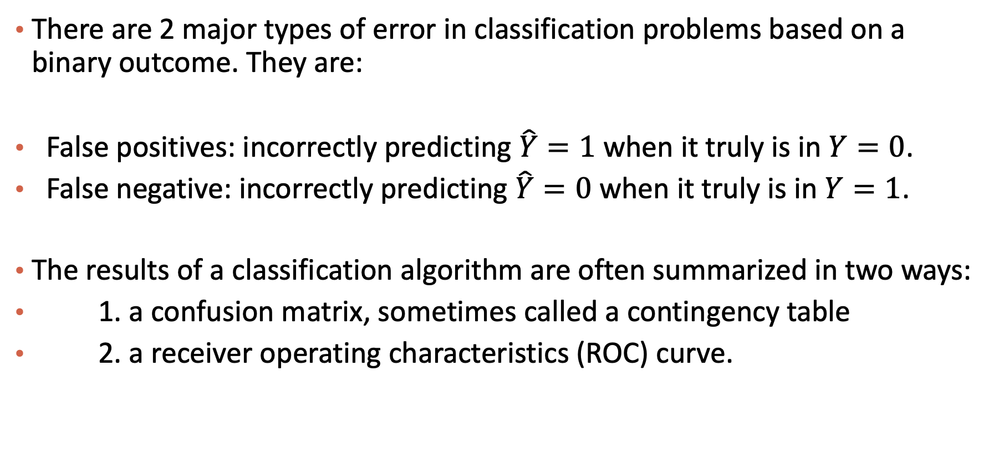 • There are 2 major types of error in classification problems based on a
binary outcome. They are:
• False positives: incorrectly predicting Ŷ = 1 when it truly is in Y = 0.
• False negative: incorrectly predicting Ŷ = 0 when it truly is in Y = 1.
• The results of a classification algorithm are often summarized in two ways:
• 1. a confusion matrix, sometimes called a contingency table
• 2. a receiver operating characteristics (ROC) curve.